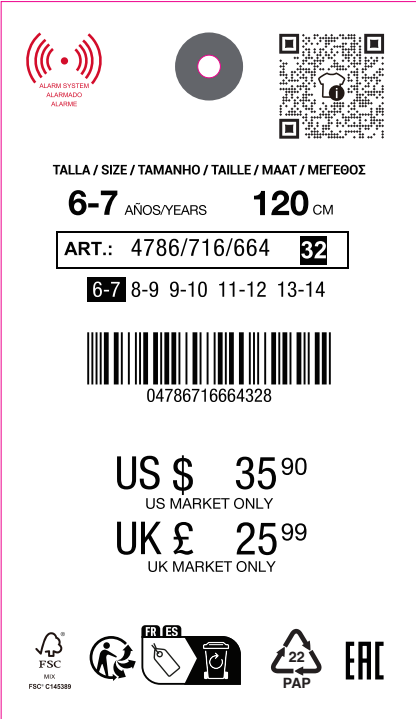 ALARM SYSTEM
ALARMADO
ALARME
i
TALLA / SIZE / TAMANHO / TAILLE / MAAT / ΜΕΓΕΘΟΣ
6-7 AÑOS/YEARS 120 CM
ART.: 4786/716/664 32
6-7 8-9 9-10 11-12 13-14
04786716664328
US $ 35 90
US MARKET ONLY
UK £ 25 99
UK MARKET ONLY
FR ES
FSC ®
MIX
FSC® C145389
22
PAP
EAC